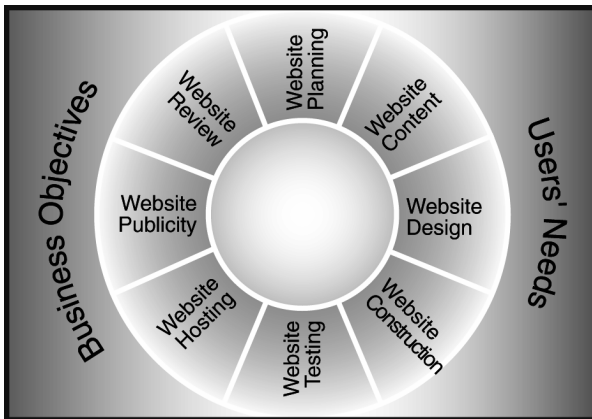 Business Objectives
Website
Planning
Website
Content
Website
Design
Website
Construction
Website
Testing
Website
Hosting
Website
Publicity
Website
Review
Users' Needs